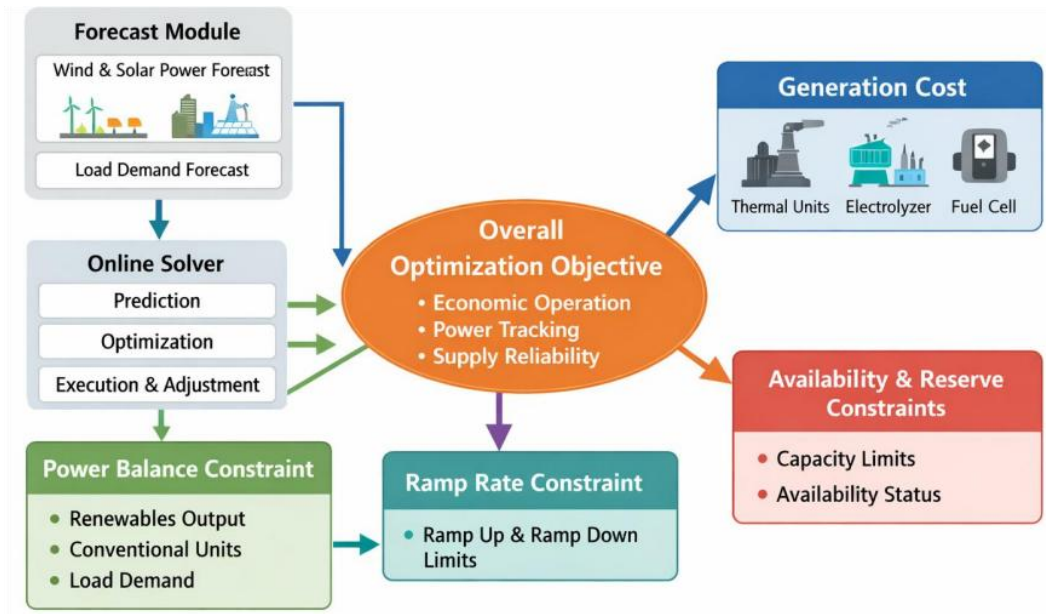 Forecast Module
Wind & Solar Power Forecast
Load Demand Forecast
Online Solver
Prediction
Optimization
Execution & Adjustment
Overall
Optimization Objective
• Economic Operation
• Power Tracking
• Supply Reliability
Generation Cost
Thermal Units
Electrolyzer
Fuel Cell
Availability & Reserve
Constraints
• Capacity Limits
• Availability Status
Power Balance Constraint
• Renewables Output
• Conventional Units
• Load Demand
Ramp Rate Constraint
• Ramp Up & Ramp Down
Limits